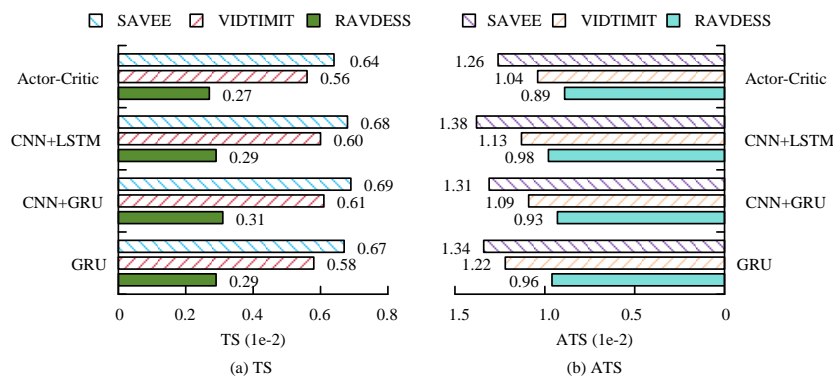 SAVEE VIDTIMIT RAVDESS
Actor-Critic 0.64 0.56 0.27
CNN+LSTM 0.68 0.60 0.29
CNN+GRU 0.69 0.61 0.31
GRU 0.67 0.58 0.29
0 0.2 0.4 0.6 0.8
TS (1e-2)
(a) TS
SAVEE VIDTIMIT RAVDESS
1.26 1.04 0.89 Actor-Critic
1.38 1.13 0.98 CNN+LSTM
1.31 1.09 0.93 CNN+GRU
1.34 1.22 0.96 GRU
1.5 1.0 0.5 0
ATS (1e-2)
(b) ATS